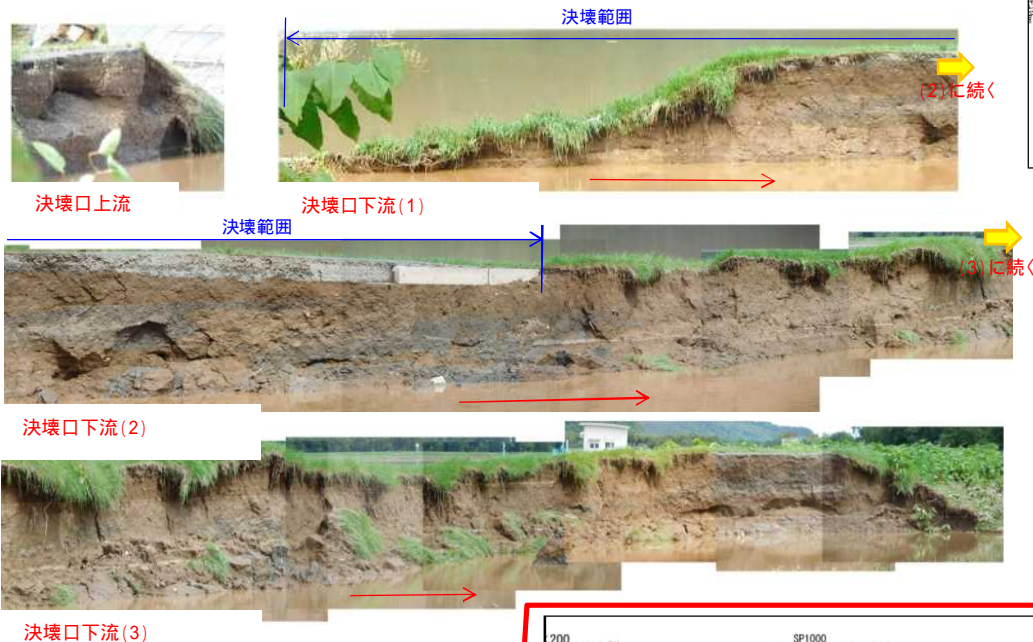 決壊範囲
(2)に続く
決壊口上流
決壊口下流(1)
決壊範囲
(3)に続く
決壊口下流(2)
決壊口下流(3)
200
SP1000